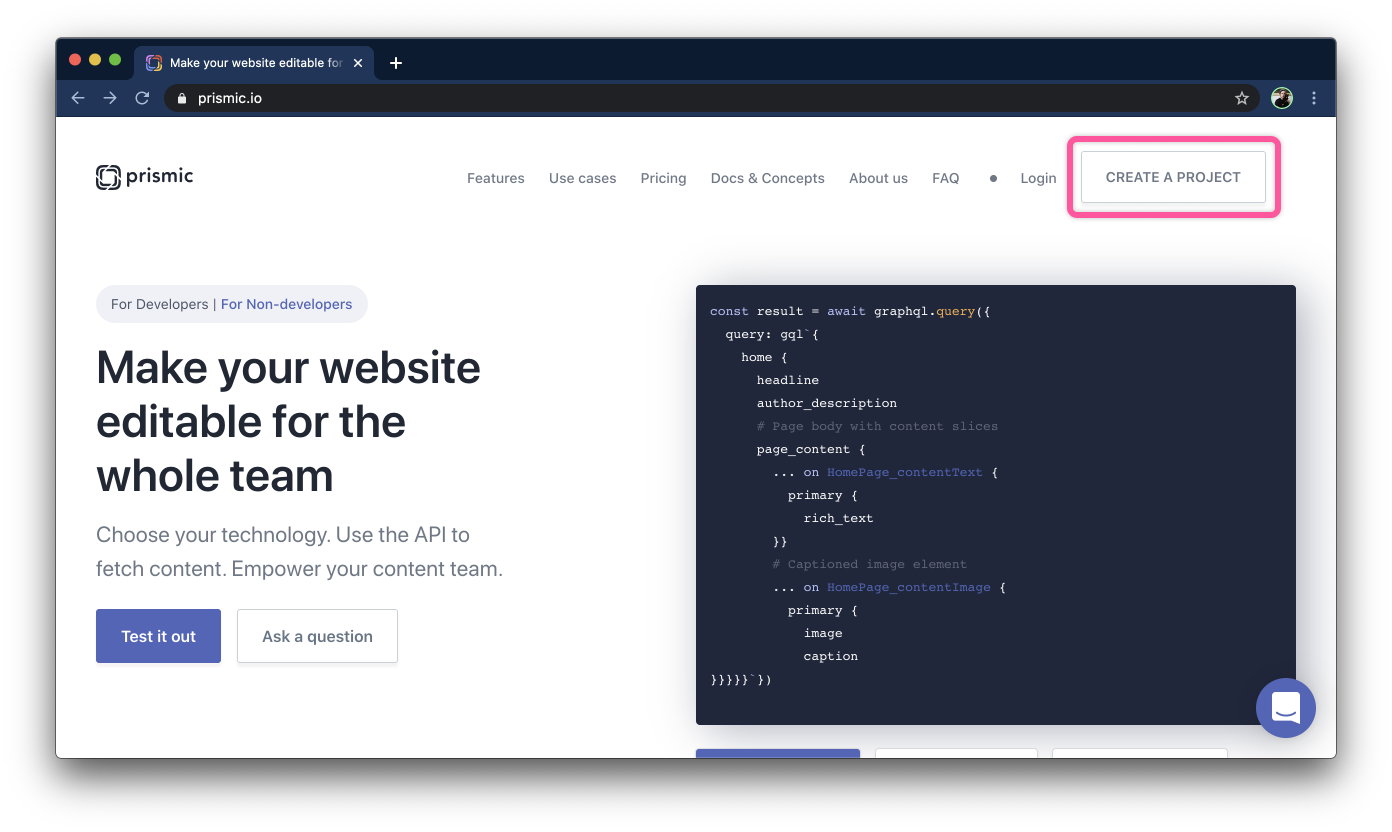 Make your website editable for
prismic.io
prismic
Features Use cases Pricing Docs & Concepts About us FAQ Login CREATE A PROJECT
For Developers | For Non-developers
Make your website
editable for the
whole team
Choose your technology. Use the API to
fetch content. Empower your content team.
Test it out Ask a question
const result = await graphql.query({
  query: gql`{
    home {
      headline
      author_description
      # Page body with content slices
      page_content {
        ... on HomePage_contentText {
          primary {
            rich_text
        }}
        # Captioned image element
        ... on HomePage_contentImage {
          primary {
            image
            caption
}}}}}`})